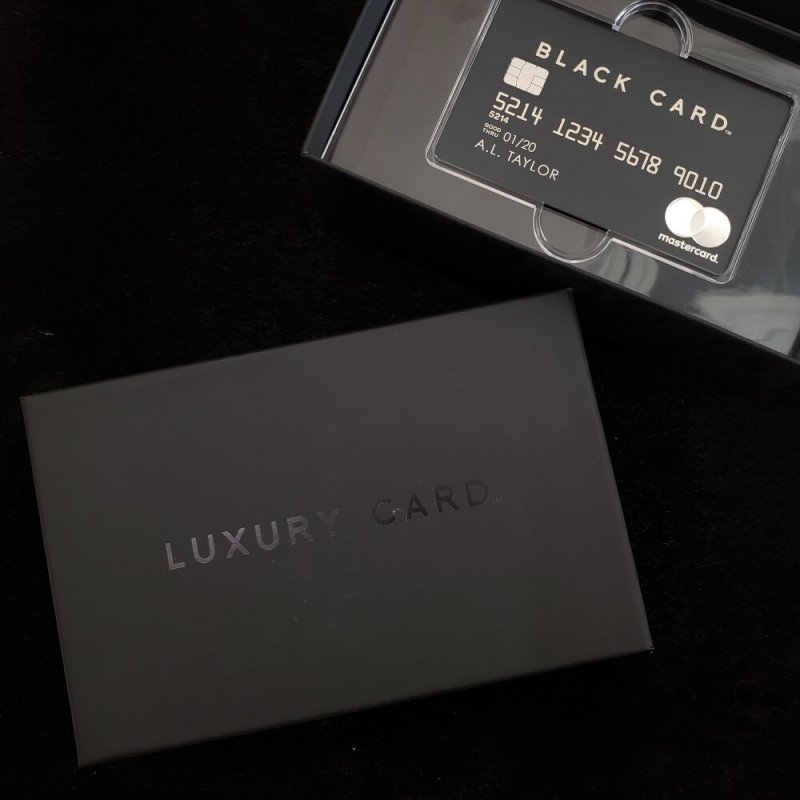 BLACK CARD™
5214 1234 5678 9010
5214
GOOD THRU 01/20
A.L. TAYLOR
mastercard.
LUXURY CARD™